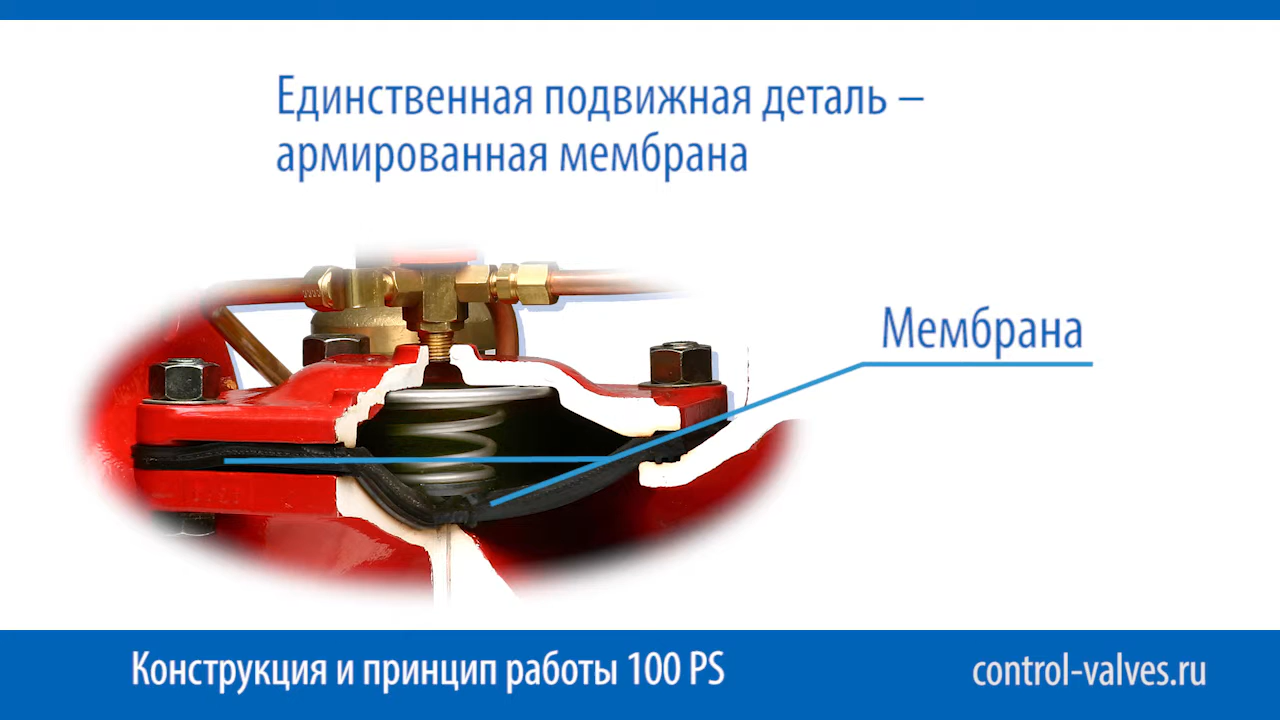 Единственная подвижная деталь –
армированная мембрана
Мембрана
Конструкция и принцип работы 100 PS
control-valves.ru